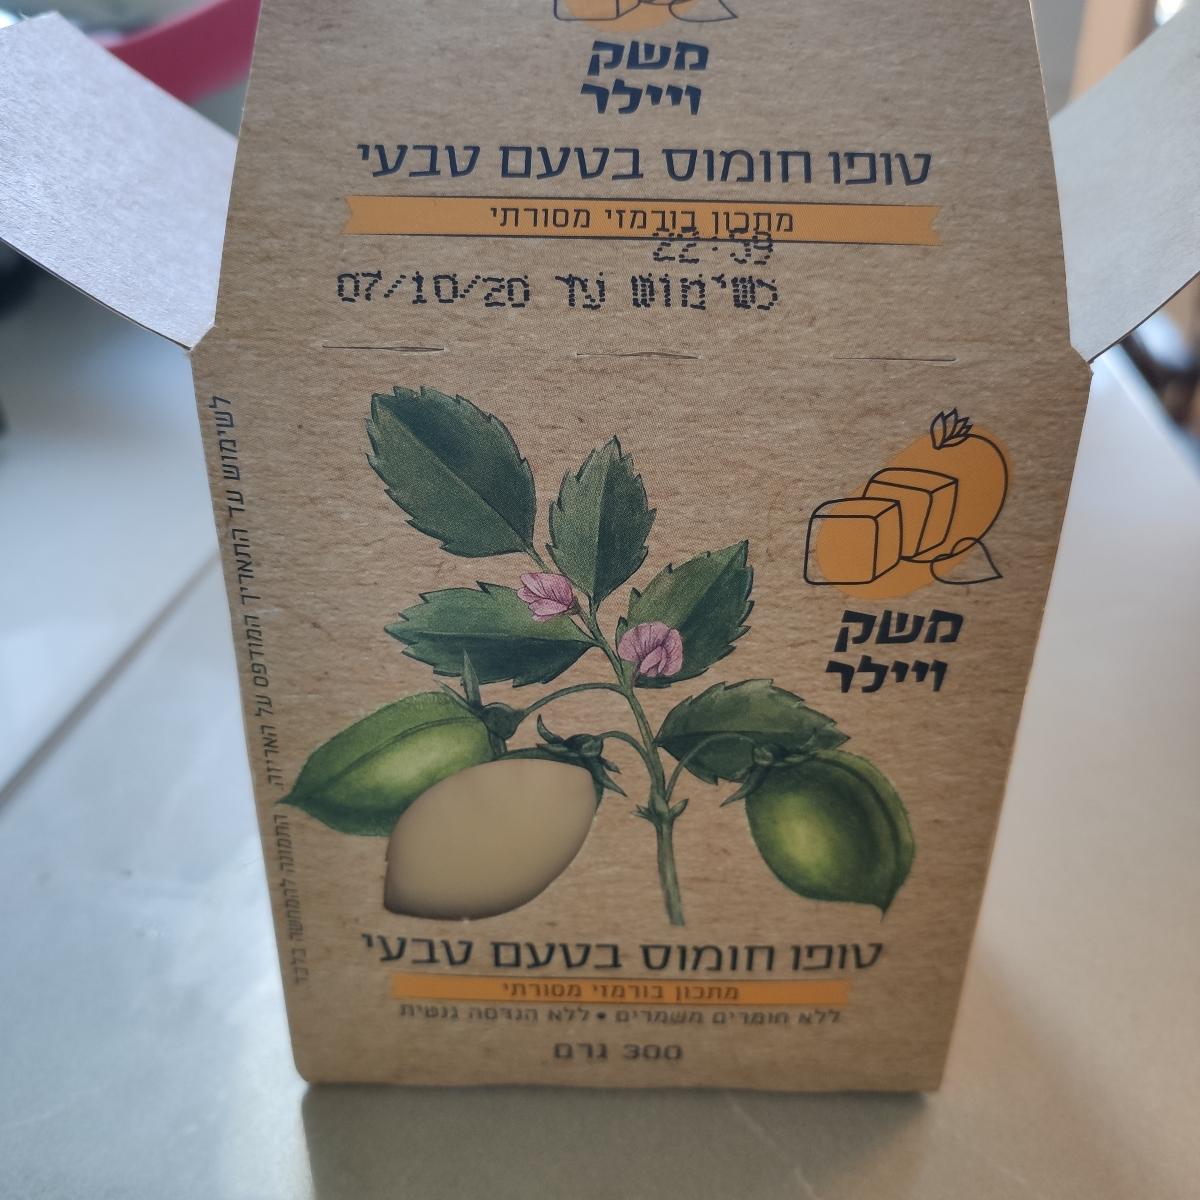 משק
ויילר
טופו חומוס בטעם טבעי
מתכון בורמזי מסורתי
22:59
לשימוש עד 07/10/20
משק
ויילר
לשימוש עד התאריך המודפס על האריזה. התמונה להמחשה בלבד
טופו חומוס בטעם טבעי
מתכון בורמזי מסורתי
ללא חומרים משמרים • ללא הנדסה גנטית
300 גרם